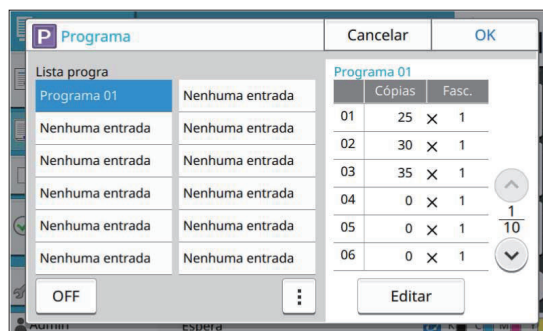 P Programa
Cancelar
OK
Lista progra
Programa 01
Nenhuma entrada
Nenhuma entrada
Nenhuma entrada
Nenhuma entrada
Nenhuma entrada
Nenhuma entrada
Nenhuma entrada
Nenhuma entrada
Nenhuma entrada
Nenhuma entrada
Nenhuma entrada
OFF
Programa 01
Cópias Fasc.
01 25 × 1
02 30 × 1
03 35 × 1
04 0 × 1
05 0 × 1
06 0 × 1
1
10
Editar
Admin Espera K C M Y